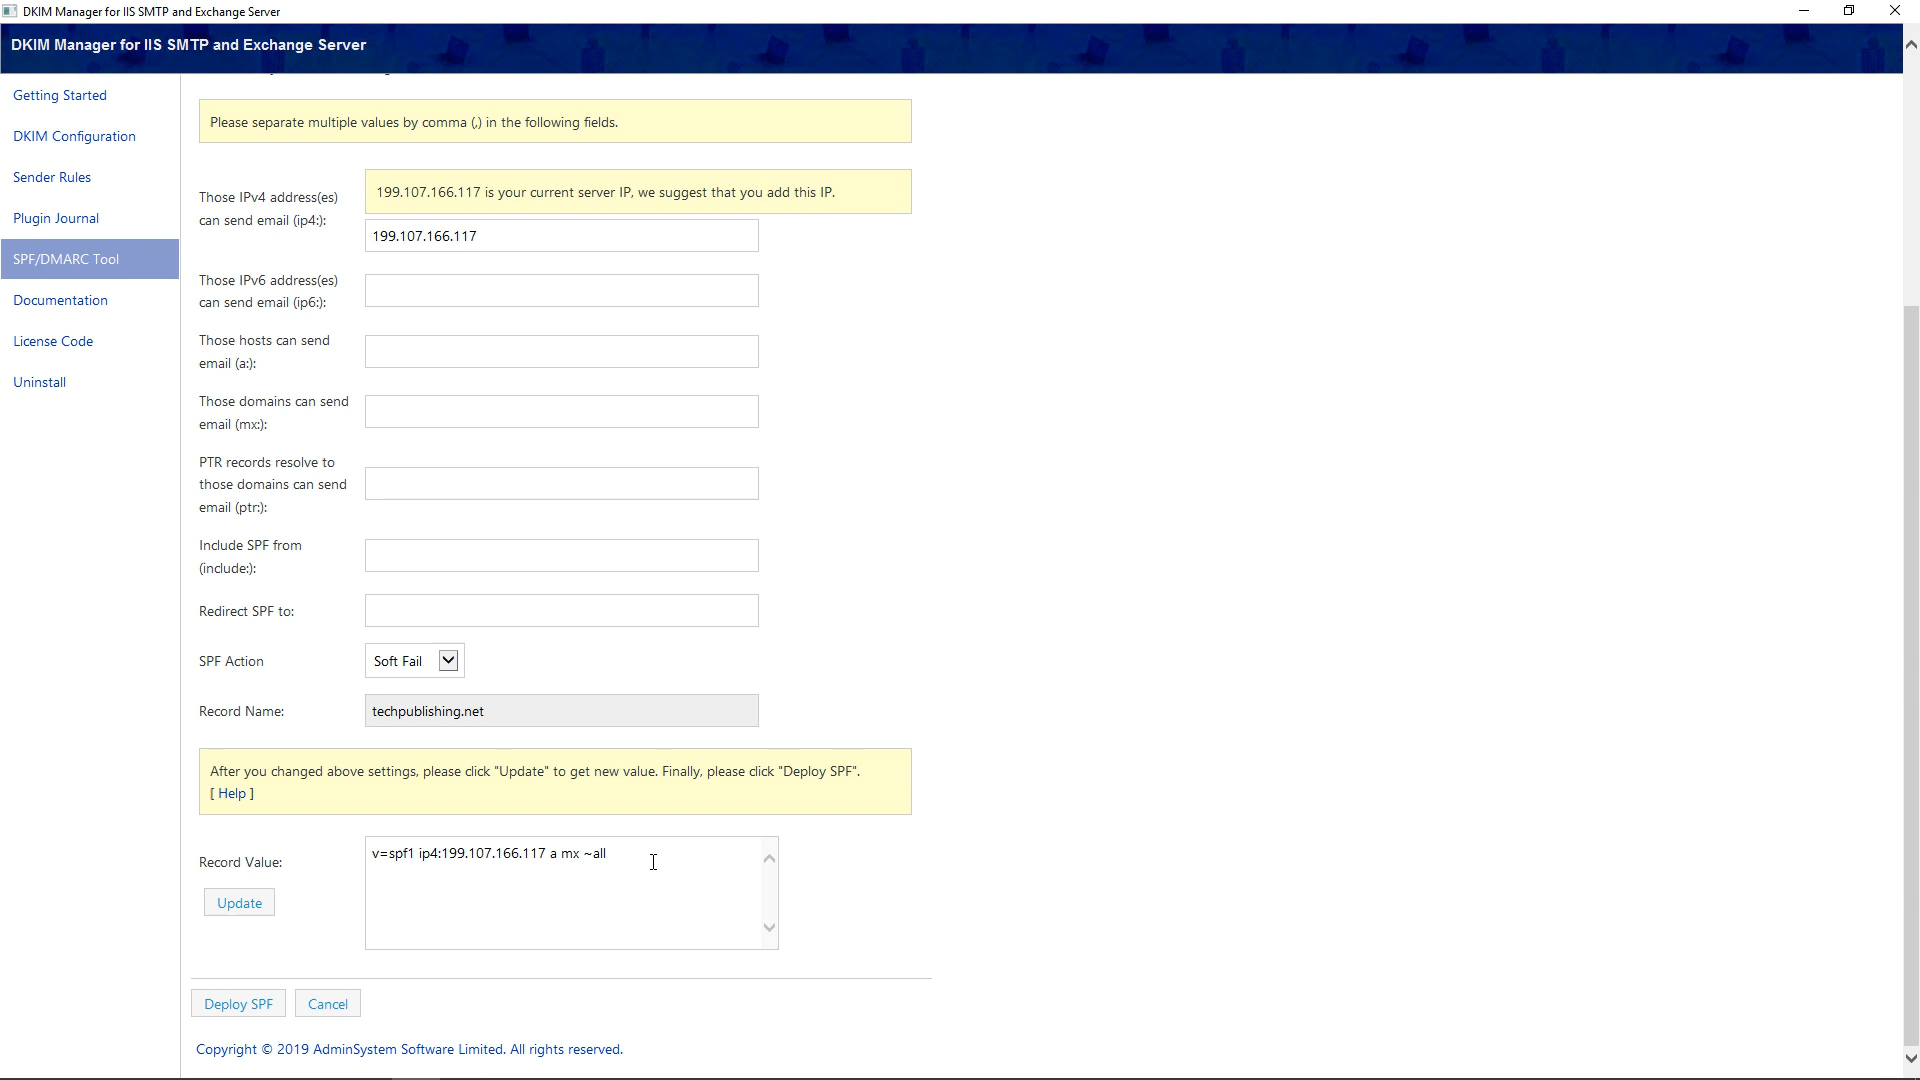 DKIM Manager for IIS SMTP and Exchange Server
DKIM Manager for IIS SMTP and Exchange Server
Getting Started
DKIM Configuration
Sender Rules
Plugin Journal
SPF/DMARC Tool
Documentation
License Code
Uninstall
Please separate multiple values by comma (,) in the following fields.
199.107.166.117 is your current server IP, we suggest that you add this IP.
Those IPv4 address(es)
can send email (ip4:):
199.107.166.117
Those IPv6 address(es)
can send email (ip6:):
Those hosts can send
email (a:):
Those domains can send
email (mx:):
PTR records resolve to
those domains can send
email (ptr:):
Include SPF from
(include:):
Redirect SPF to:
SPF Action
Soft Fail
Record Name:
techpublishing.net
After you changed above settings, please click "Update" to get new value. Finally, please click "Deploy SPF".
[ Help ]
Record Value:
v=spf1 ip4:199.107.166.117 a mx ~all
Update
Deploy SPF
Cancel
Copyright © 2019 AdminSystem Software Limited. All rights reserved.